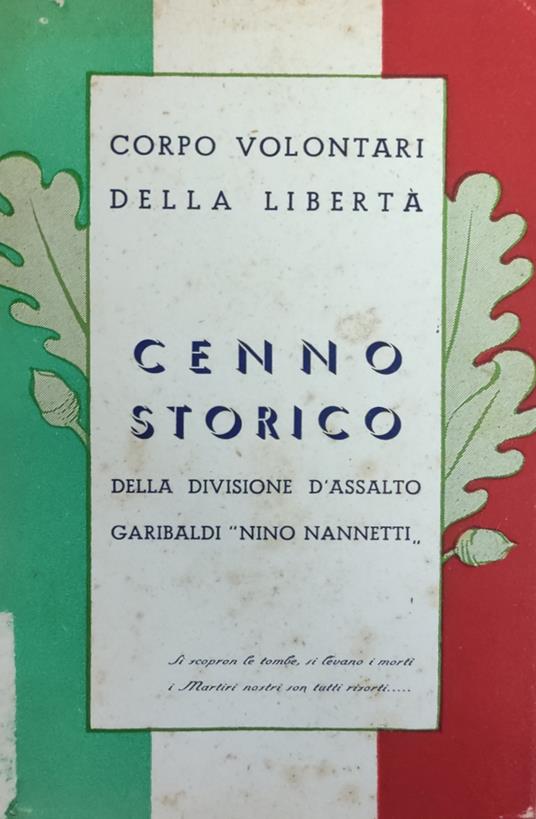 CORPO VOLONTARI
DELLA LIBERTÀ
CENNO
STORICO
DELLA DIVISIONE D'ASSALTO
GARIBALDI "NINO NANNETTI„
Si scopron le tombe, si levano i morti
i Martiri nostri son tutti risorti.....